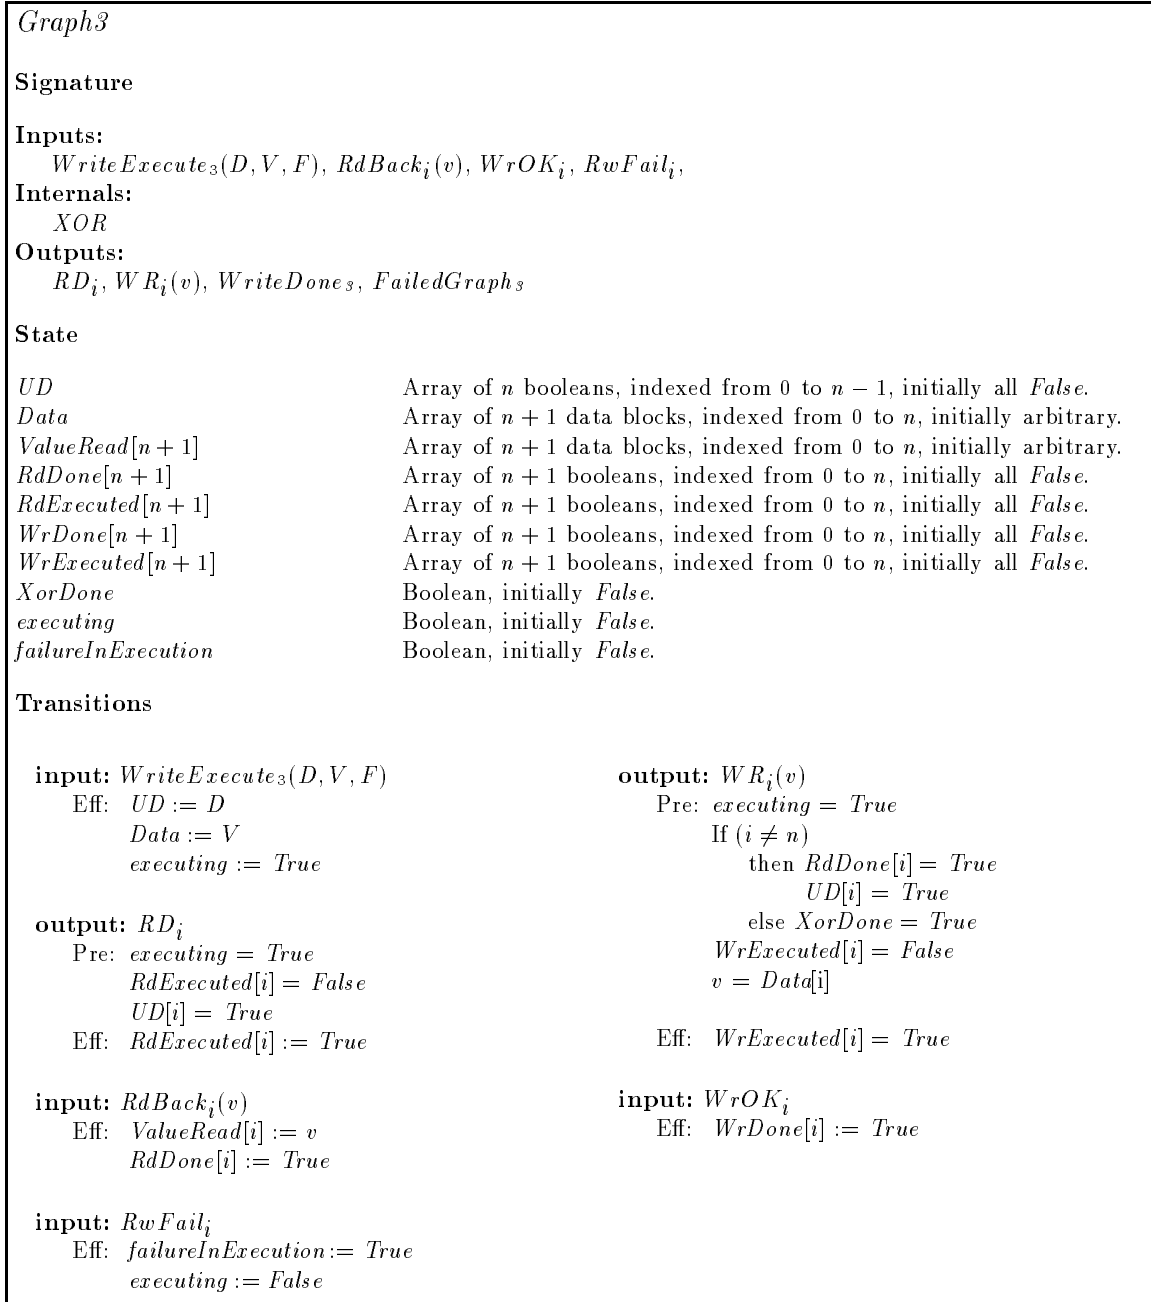 Graph3
Signature
Inputs:
WriteExecute₃(D, V, F), RdBackᵢ(v), WrOKᵢ, RwFailᵢ,
Internals:
XOR
Outputs:
RDᵢ, WRᵢ(v), WriteDone₃, FailedGraph₃
State
UD Array of n booleans, indexed from 0 to n − 1, initially all False.
Data Array of n + 1 data blocks, indexed from 0 to n, initially arbitrary.
ValueRead[n + 1] Array of n + 1 data blocks, indexed from 0 to n, initially arbitrary.
RdDone[n + 1] Array of n + 1 booleans, indexed from 0 to n, initially all False.
RdExecuted[n + 1] Array of n + 1 booleans, indexed from 0 to n, initially all False.
WrDone[n + 1] Array of n + 1 booleans, indexed from 0 to n, initially all False.
WrExecuted[n + 1] Array of n + 1 booleans, indexed from 0 to n, initially all False.
XorDone Boolean, initially False.
executing Boolean, initially False.
failureInExecution Boolean, initially False.
Transitions
input: WriteExecute₃(D, V, F)
Eff: UD := D
Data := V
executing := True
output: RDᵢ
Pre: executing = True
RdExecuted[i] = False
UD[i] = True
Eff: RdExecuted[i] := True
input: RdBackᵢ(v)
Eff: ValueRead[i] := v
RdDone[i] := True
input: RwFailᵢ
Eff: failureInExecution := True
executing := False
output: WRᵢ(v)
Pre: executing = True
If (i ≠ n)
then RdDone[i] = True
UD[i] = True
else XorDone = True
WrExecuted[i] = False
v = Data[i]
Eff: WrExecuted[i] = True
input: WrOKᵢ
Eff: WrDone[i] := True